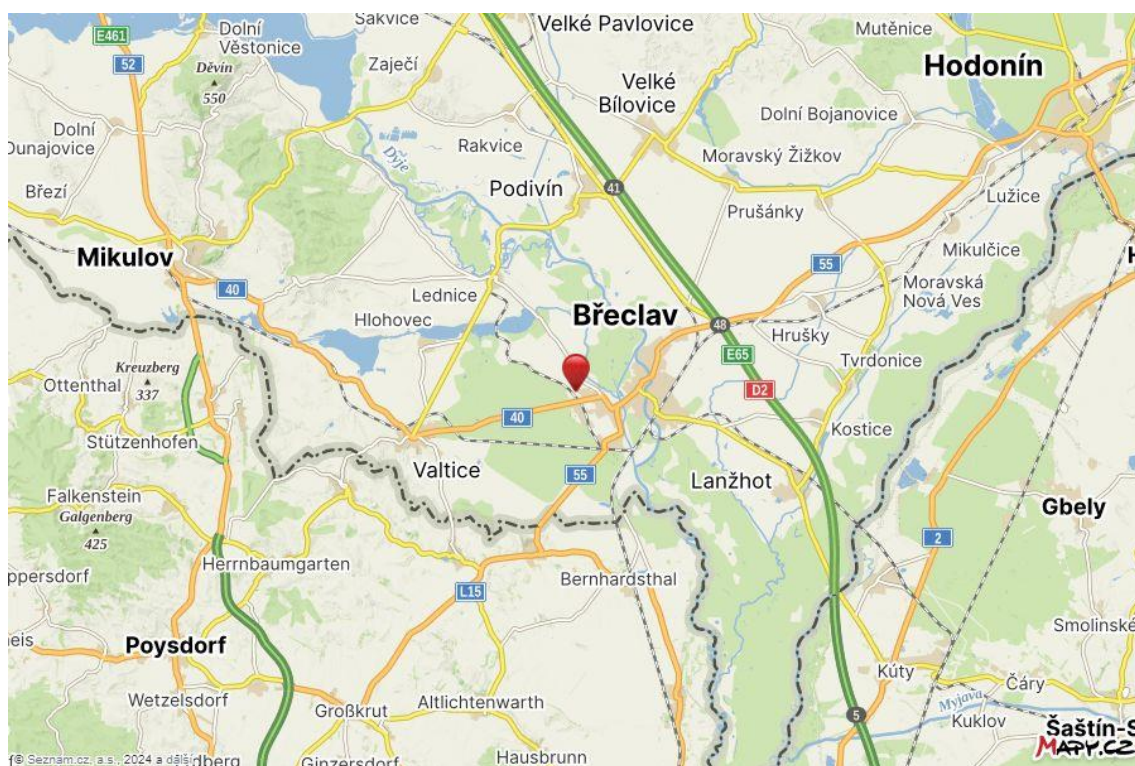 Sakvice
Velké Pavlovice
Mutěnice
E461
Dolní
Věstonice
52
Děvín
550
Zaječí
Hodonín
Velké
Bílovice
Dolní Bojanovice
Dolní
Dunajovice
Dyje
Rakvice
Moravský Žižkov
Březí
Podivín
41
Lužice
Prušánky
Mikulov
Mikulčice
55
40
Lednice
Moravská
Nová Ves
Hlohovec
Břeclav
48
Hrušky
E65
Tvrdonice
Kreuzberg
337
Ottenthal
D2
40
Kostice
Stützenhofen
Valtice
55
Lanžhot
Falkenstein
Galgenberg
425
Gbely
2
Herrnbaumgarten
ppersdorf
Bernhardsthal
L15
Smolinské
eis
Poysdorf
Kúty
Čáry
Wetzelsdorf
Altlichtenwarth
Myjava
Großkrut
5
Kuklov
Šaštín-S
Mapy.cz
© Seznam.cz, a.s., 2024 a další
dberg
Ginzersdorf
Hausbrunn